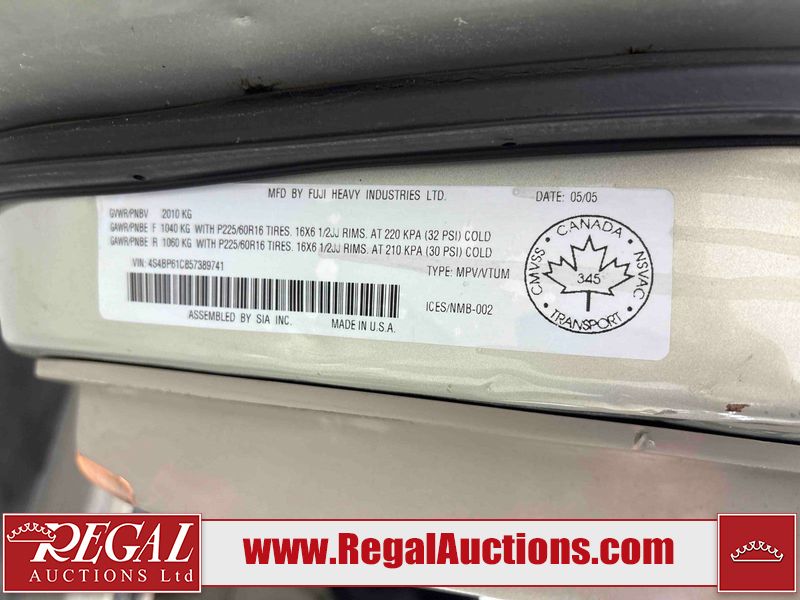 MFD BY FUJI HEAVY INDUSTRIES LTD.
DATE: 05/05
GVWR/PNBV 2010 KG
GAWR/PNBE F 1040 KG WITH P225/60R16 TIRES. 16X6 1/2JJ RIMS. AT 220 KPA (32 PSI) COLD
GAWR/PNBE R 1060 KG WITH P225/60R16 TIRES. 16X6 1/2JJ RIMS. AT 210 KPA (30 PSI) COLD
VIN: 4S4BP61C857389741
TYPE: MPV/VTUM
ICES/NMB-002
ASSEMBLED BY SIA INC.
MADE IN U.S.A.
CANADA
CMVSS
NSVAC
345
TRANSPORT
REGAL
AUCTIONS Ltd
www.RegalAuctions.com